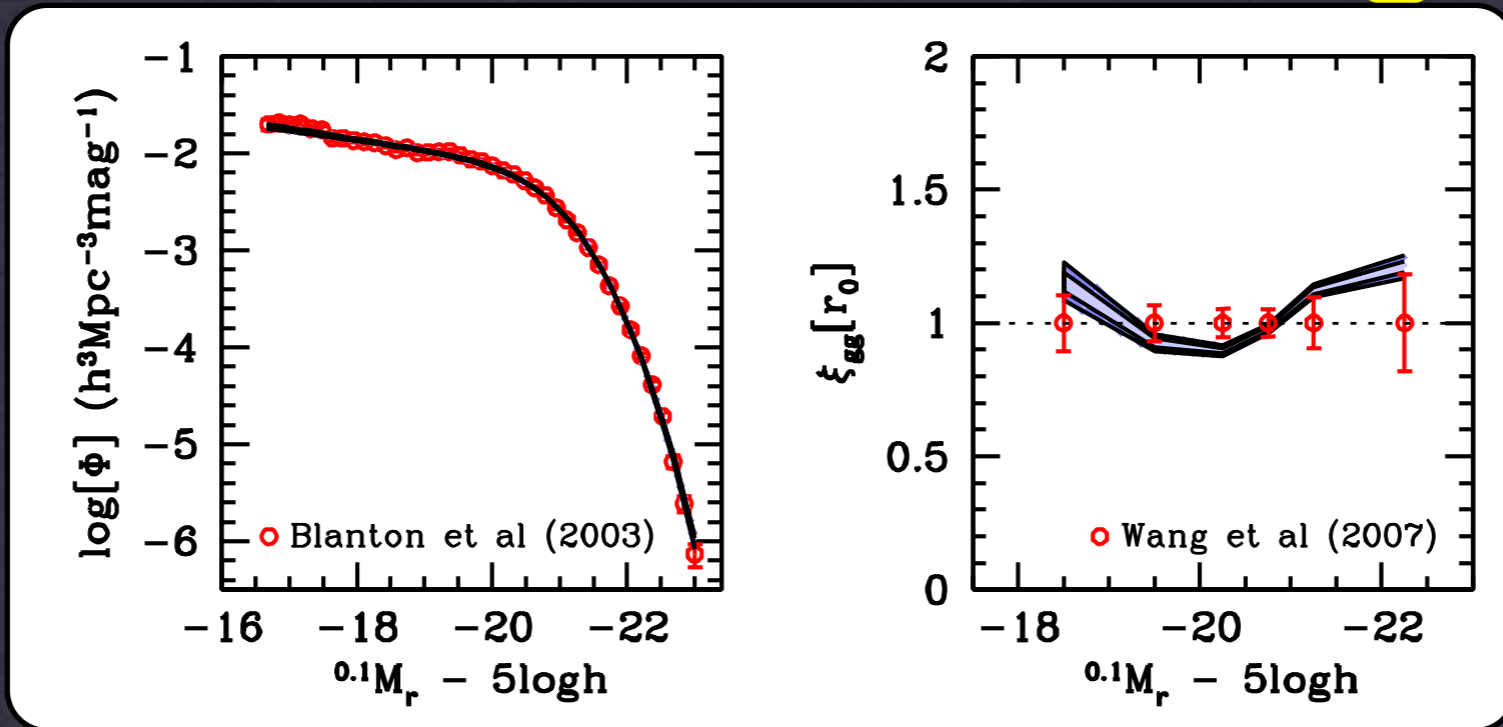 log[Φ] (h³Mpc⁻³mag⁻¹)
-1
-2
-3
-4
-5
-6
Blanton et al (2003)
-16 -18 -20 -22
⁰·¹Mᵣ - 5logh
ξgg[r₀]
2
1.5
1
0.5
0
Wang et al (2007)
-18 -20 -22
⁰·¹Mᵣ - 5logh